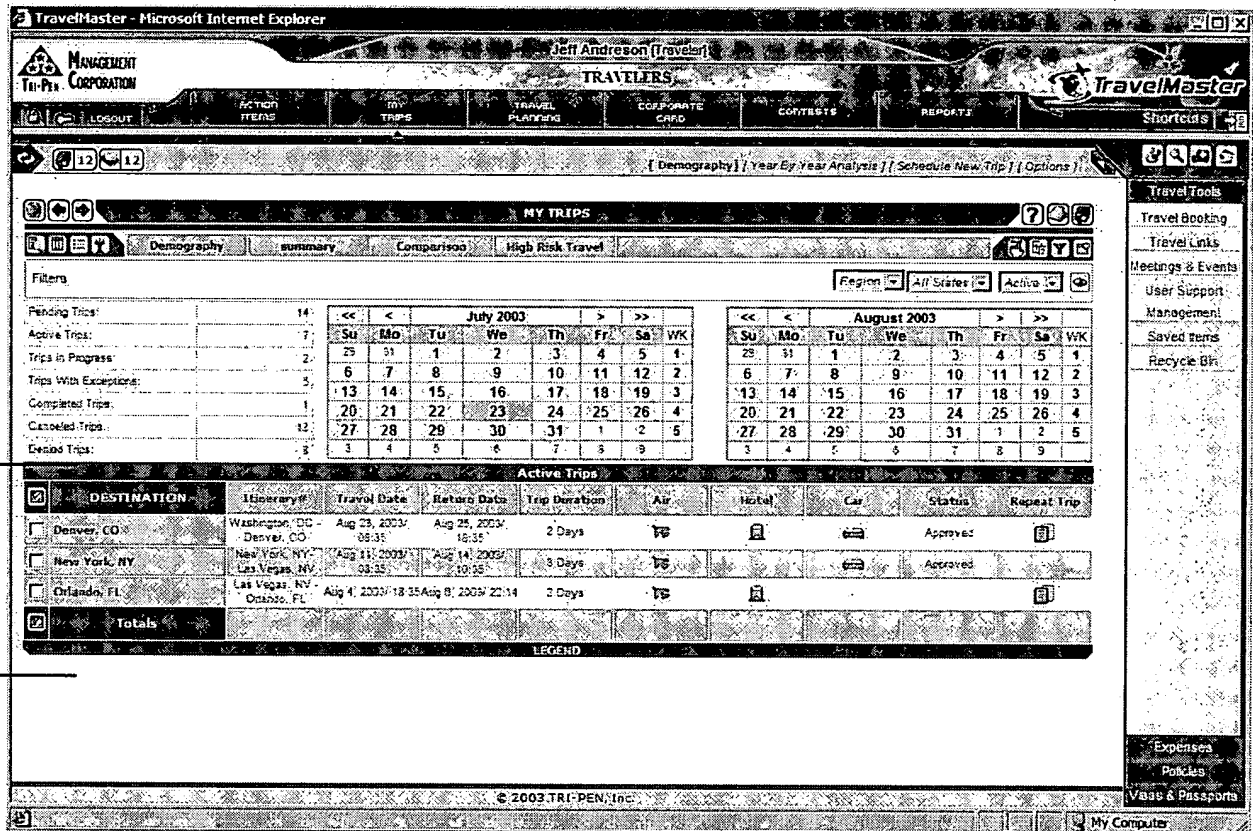 TravelMaster - Microsoft Internet Explorer
Jeff Andreson [Traveler]
TRI-PEN MANAGEMENT CORPORATION
TRAVELERS
TravelMaster
LOGOUT
ACTION ITEMS
MY TRIPS
TRAVEL PLANNING
CORPORATE CARD
CONTESTS
REPORTS
Shortcuts
12 12
[ Demography ] [ Year By Year Analysis ] [ Schedule New Trip ] [ Options ]
MY TRIPS
Demography summary Comparison High Risk Travel
Filters
Region All States Active
Pending Trips: 14
Active Trips: 7
Trips in Progress: 2
Trips With Exceptions: 5
Completed Trips: 1
Canceled Trips: 12
Denied Trips: 8
<< < July 2003 > >>
Su Mo Tu We Th Fr Sa WK
29 31 1 2 3 4 5 1
6 7 8 9 10 11 12 2
13 14 15 16 17 18 19 3
20 21 22 23 24 25 26 4
27 28 29 30 31 1 2 5
3 4 5 6 7 8 9
<< < August 2003 > >>
Su Mo Tu We Th Fr Sa WK
29 31 1 2 3 4 5 1
6 7 8 9 10 11 12 2
13 14 15 16 17 18 19 3
20 21 22 23 24 25 26 4
27 28 29 30 31 1 2 5
3 4 5 6 7 8 9
Active Trips
DESTINATION Itinerary# Travel Date Return Date Trip Duration Air Hotel Car Status Repeat Trip
Denver, CO Washington, DC - Denver, CO Aug 23, 2003/ Aug 25, 2003/ 18:35 2 Days Approved
New York, NY New York, NY - Las Vegas, NV Aug 11, 2003/ Aug 14, 2003/ 3 Days Approved
Orlando, FL Las Vegas, NV - Orlando, FL Aug 4, 2003/ 18:35 Aug 8, 2003/ 22:14 2 Days
Totals
LEGEND
Travel Tools
Travel Booking
Travel Links
Meetings & Events
User Support
Management
Saved Items
Recycle Bin
Expenses
Policies
Visas & Passports
© 2003 TRI-PEN, Inc.
My Computer